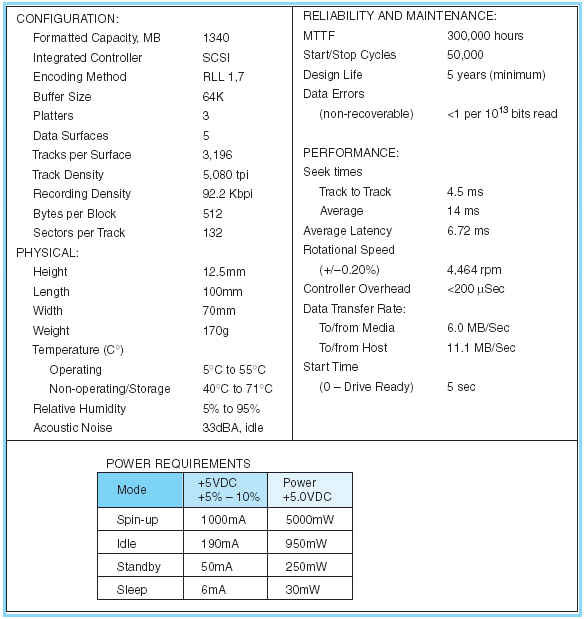 CONFIGURATION:
Formatted Capacity, MB 1340
Integrated Controller SCSI
Encoding Method RLL 1,7
Buffer Size 64K
Platters 3
Data Surfaces 5
Tracks per Surface 3,196
Track Density 5,080 tpi
Recording Density 92.2 Kbpi
Bytes per Block 512
Sectors per Track 132
PHYSICAL:
Height 12.5mm
Length 100mm
Width 70mm
Weight 170g
Temperature (C°)
Operating 5°C to 55°C
Non-operating/Storage 40°C to 71°C
Relative Humidity 5% to 95%
Acoustic Noise 33dBA, idle
RELIABILITY AND MAINTENANCE:
MTTF 300,000 hours
Start/Stop Cycles 50,000
Design Life 5 years (minimum)
Data Errors
(non-recoverable) <1 per 10¹³ bits read
PERFORMANCE:
Seek times
Track to Track 4.5 ms
Average 14 ms
Average Latency 6.72 ms
Rotational Speed
(+/–0.20%) 4,464 rpm
Controller Overhead <200 μSec
Data Transfer Rate:
To/from Media 6.0 MB/Sec
To/from Host 11.1 MB/Sec
Start Time
(0 – Drive Ready) 5 sec
POWER REQUIREMENTS
Mode +5VDC Power
+5% – 10% +5.0VDC
Spin-up 1000mA 5000mW
Idle 190mA 950mW
Standby 50mA 250mW
Sleep 6mA 30mW